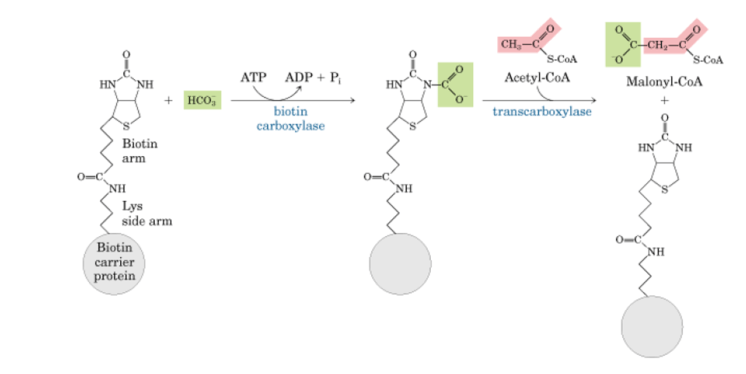 O
C
HN NH
S
Biotin
arm
O=C
NH
Lys
side arm
Biotin
carrier
protein
+
HCO₃⁻
ATP ADP + Pᵢ
biotin
carboxylase
O
C
HN N–C
O
O⁻
S
O=C
NH
CH₃–C
O
S-CoA
Acetyl-CoA
transcarboxylase
O
C–CH₂–C
O
⁻O
S-CoA
Malonyl-CoA
+
O
C
HN NH
S
O=C
NH